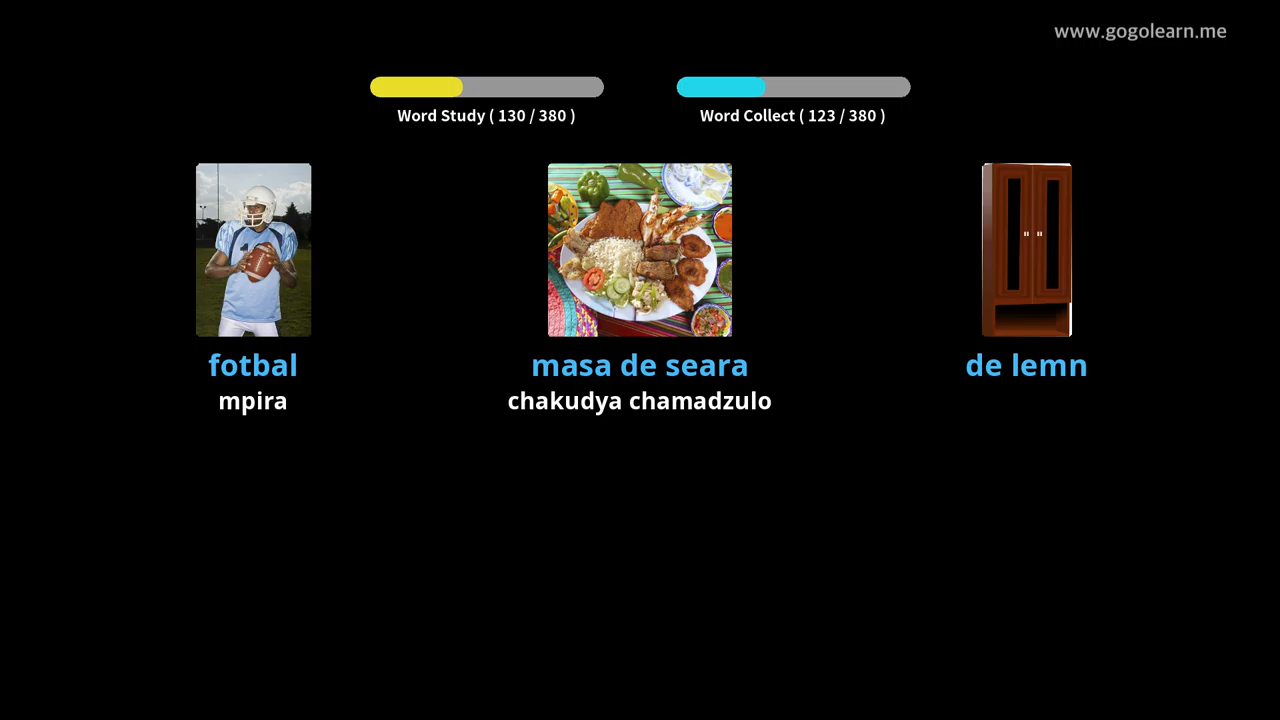 www.gogolearn.me
Word Study ( 130 / 380 )
Word Collect ( 123 / 380 )
fotbal
mpira
masa de seara
chakudya chamadzulo
de lemn